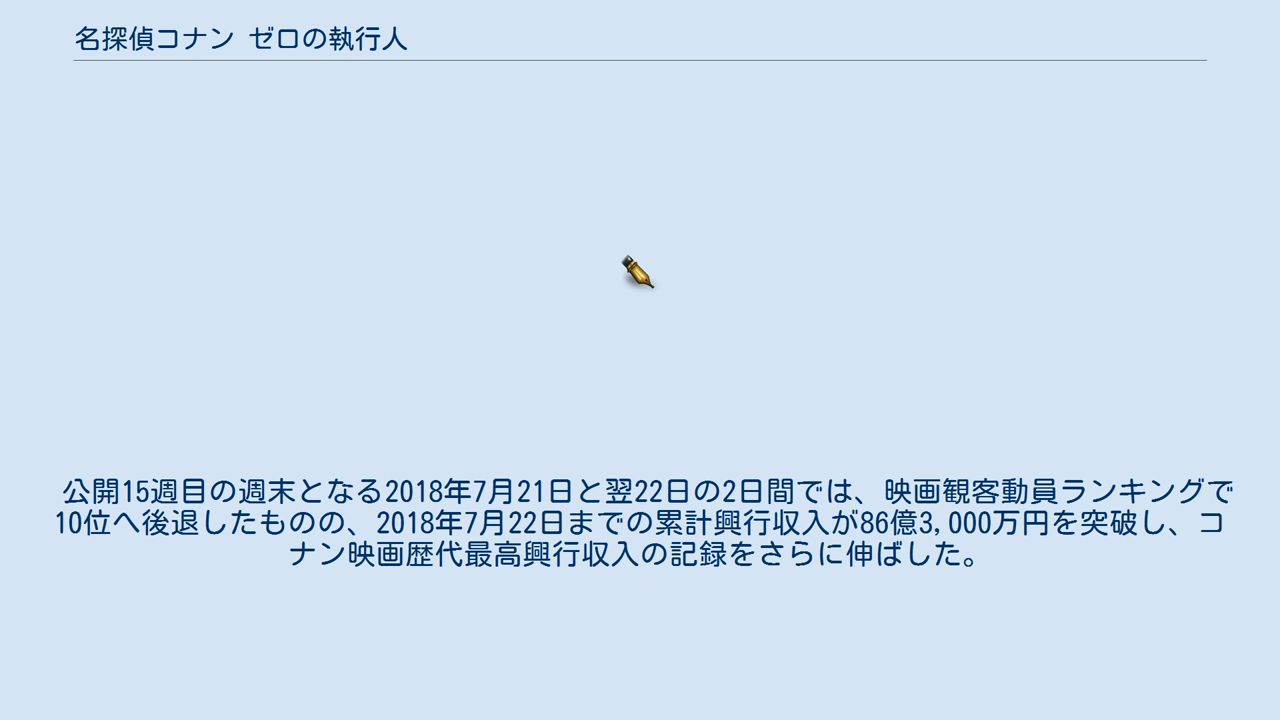 名探偵コナン ゼロの執行人
公開15週目の週末となる2018年7月21日と翌22日の2日間では、映画観客動員ランキングで
10位へ後退したものの、2018年7月22日までの累計興行収入が86億3,000万円を突破し、コ
ナン映画歴代最高興行収入の記録をさらに伸ばした。